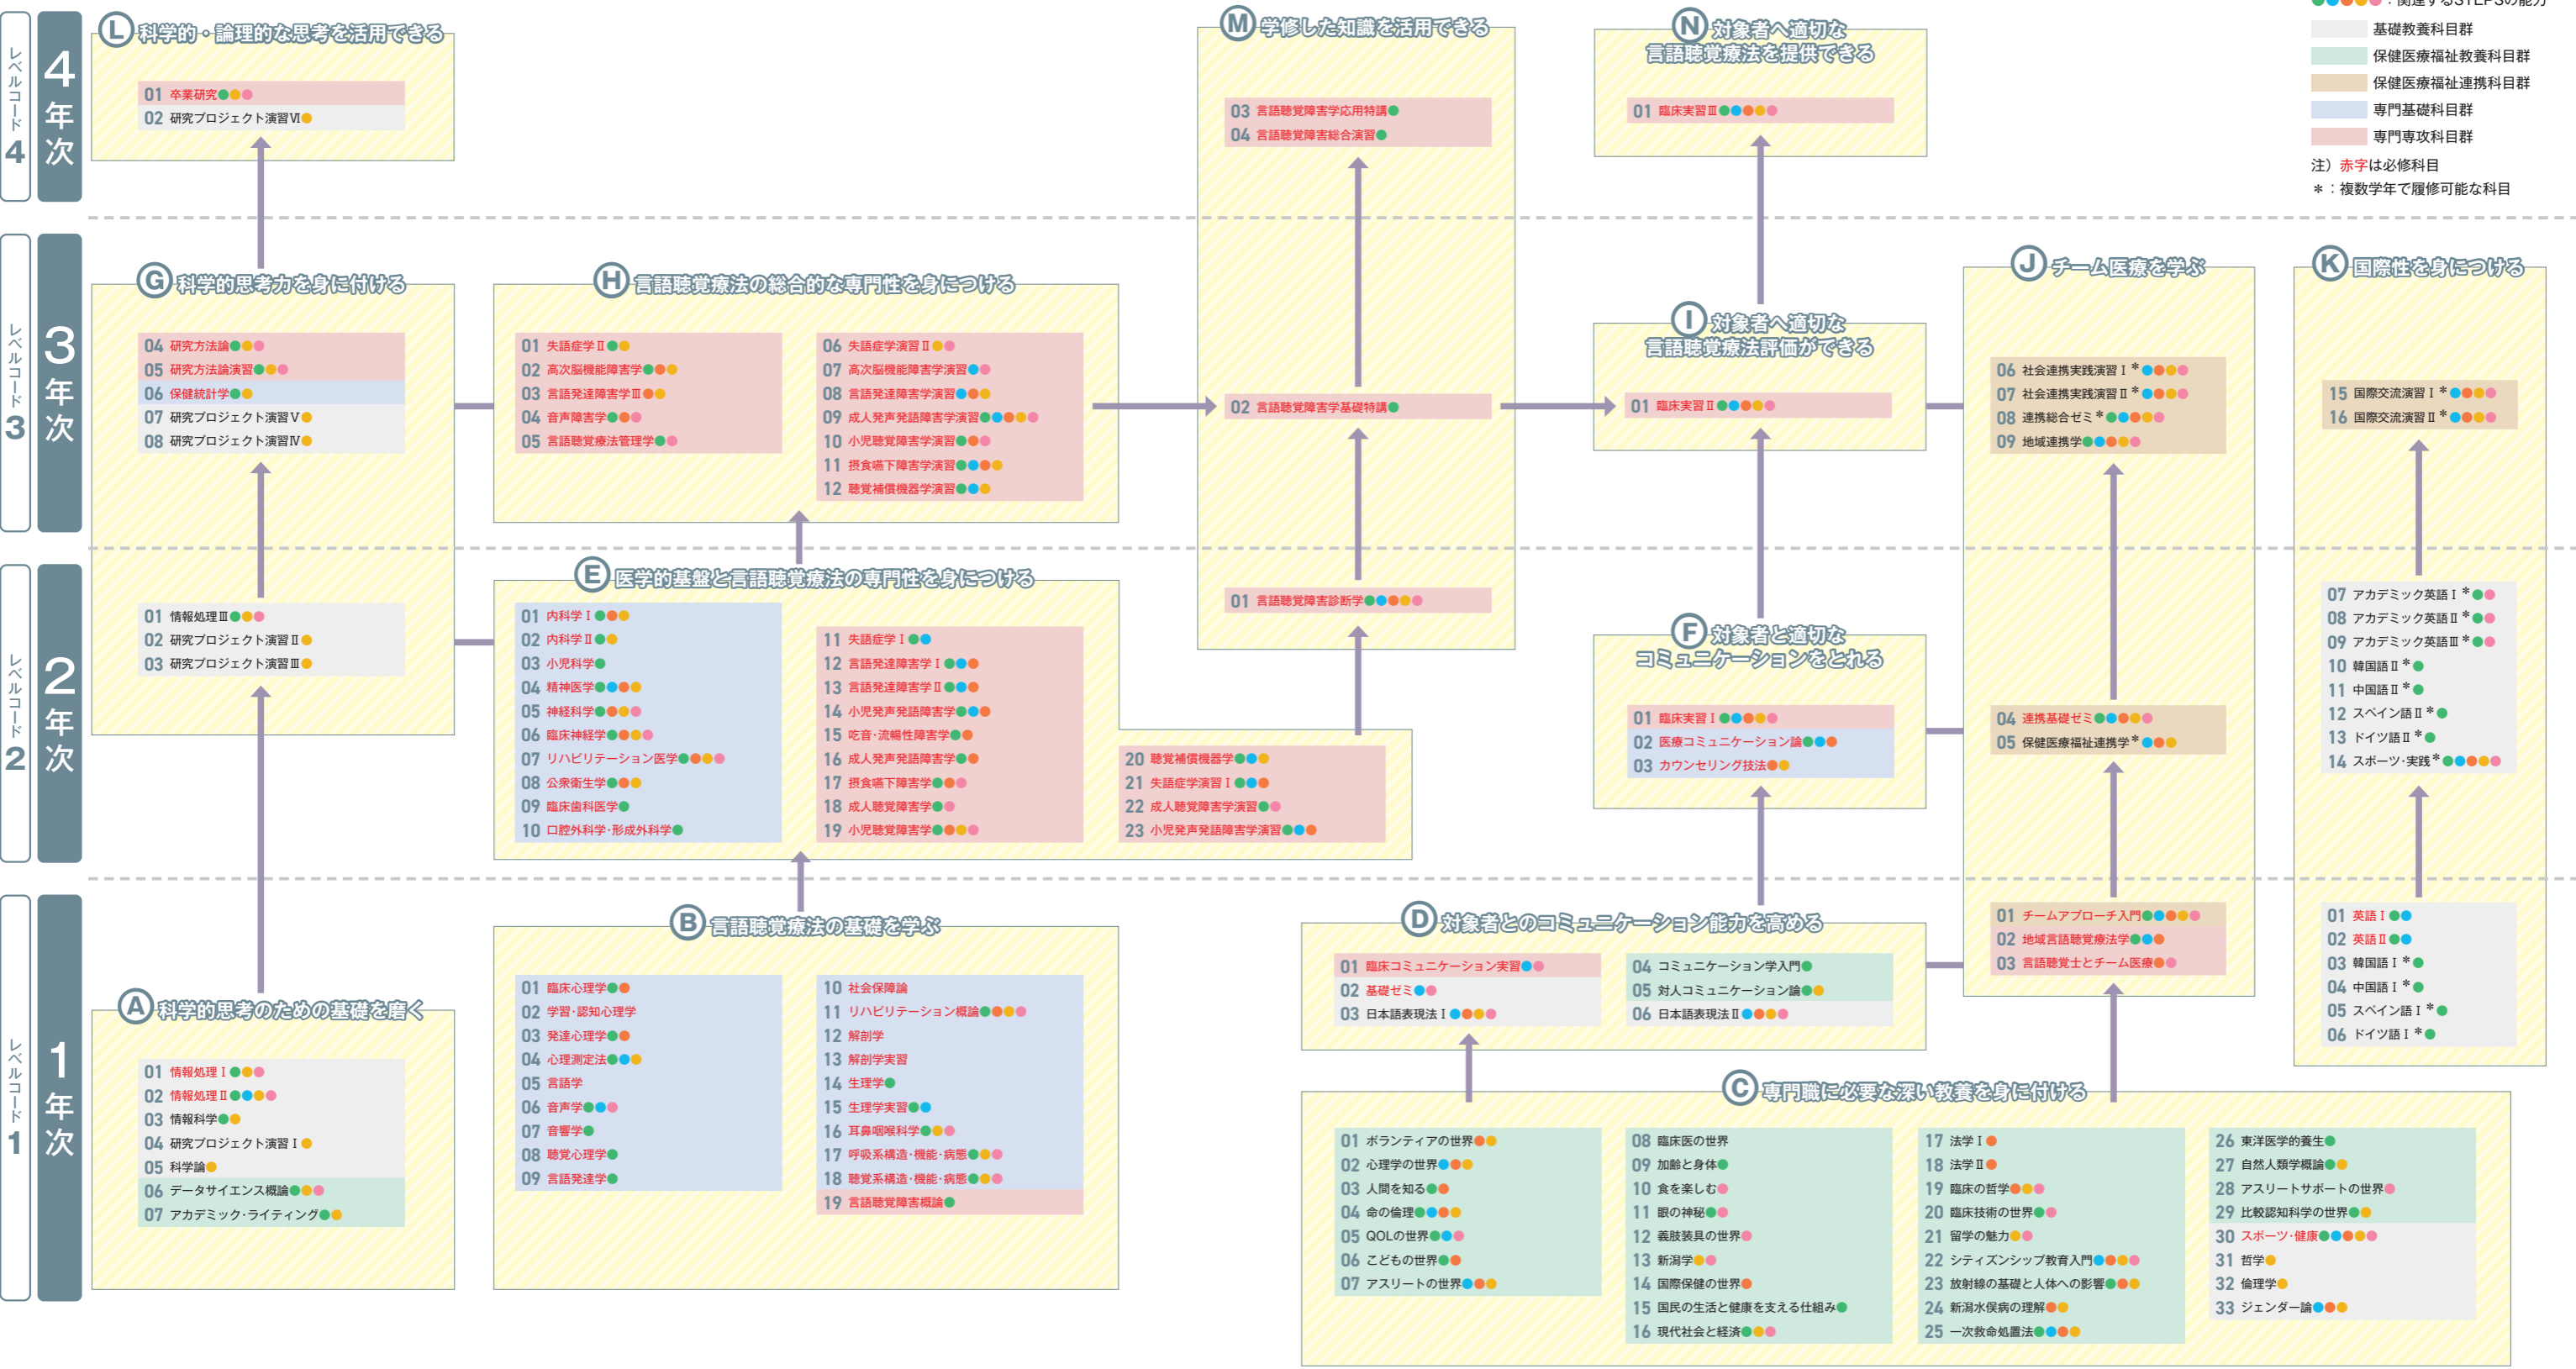 ●●●●●：関連するSTEPSの能力
基礎教養科目群
保健医療福祉教養科目群
保健医療福祉連携科目群
専門基礎科目群
専門専攻科目群
注）赤字は必修科目
＊：複数学年で履修可能な科目
レベルコード4
4年次
L 科学的・論理的な思考を活用できる
01 卒業研究●●●
02 研究プロジェクト演習Ⅵ●
M 学修した知識を活用できる
03 言語聴覚障害学応用特講●
04 言語聴覚障害総合演習●
N 対象者へ適切な
言語聴覚療法を提供できる
01 臨床実習Ⅲ●●●●●
レベルコード3
3年次
G 科学的思考力を身に付ける
04 研究方法論●●●
05 研究方法論演習●●●
06 保健統計学●●
07 研究プロジェクト演習Ⅴ●
08 研究プロジェクト演習Ⅳ●
H 言語聴覚療法の総合的な専門性を身につける
01 失語症学Ⅱ●●
02 高次脳機能障害学●●●
03 言語発達障害学Ⅲ●●
04 音声障害学●●●
05 言語聴覚療法管理学●●
06 失語症学演習Ⅱ●●
07 高次脳機能障害学演習●●
08 言語発達障害学演習●●●
09 成人発声発語障害学演習●●●●●
10 小児聴覚障害学演習●●●
11 摂食嚥下障害学演習●●●●
12 聴覚補償機器学演習●●●
02 言語聴覚障害学基礎特講●
I 対象者へ適切な
言語聴覚療法評価ができる
01 臨床実習Ⅱ●●●●●
J チーム医療を学ぶ
06 社会連携実践演習Ⅰ＊●●●●
07 社会連携実践演習Ⅱ＊●●●●
08 連携総合ゼミ＊●●●●●
09 地域連携学●●●●●
K 国際性を身につける
15 国際交流演習Ⅰ＊●●●●
16 国際交流演習Ⅱ＊●●●●
レベルコード2
2年次
01 情報処理Ⅲ●●●
02 研究プロジェクト演習Ⅱ●
03 研究プロジェクト演習Ⅲ●
E 医学的基盤と言語聴覚療法の専門性を身につける
01 内科学Ⅰ●●●
02 内科学Ⅱ●●
03 小児科学●
04 精神医学●●●●
05 神経科学●●●●
06 臨床神経学●●●●
07 リハビリテーション医学●●●●
08 公衆衛生学●●●
09 臨床歯科医学●
10 口腔外科学・形成外科学●
11 失語症学Ⅰ●●
12 言語発達障害学Ⅰ●●●
13 言語発達障害学Ⅱ●●●
14 小児発声発語障害学●●●
15 吃音・流暢性障害学●●
16 成人発声発語障害学●●
17 摂食嚥下障害学●●●
18 成人聴覚障害学●●
19 小児聴覚障害学●●●●
20 聴覚補償機器学●●●
21 失語症学演習Ⅰ●●●
22 成人聴覚障害学演習●●
23 小児発声発語障害学演習●●●
01 言語聴覚障害診断学●●●●●
F 対象者と適切な
コミュニケーションをとれる
01 臨床実習Ⅰ●●●●●
02 医療コミュニケーション論●●●
03 カウンセリング技法●●
04 連携基礎ゼミ●●●●●
05 保健医療福祉連携学＊●●●
07 アカデミック英語Ⅰ＊●●
08 アカデミック英語Ⅱ＊●●
09 アカデミック英語Ⅲ＊●●
10 韓国語Ⅱ＊●
11 中国語Ⅱ＊●
12 スペイン語Ⅱ＊●
13 ドイツ語Ⅱ＊●
14 スポーツ・実践＊●●●●●
レベルコード1
1年次
A 科学的思考のための基礎を磨く
01 情報処理Ⅰ●●●
02 情報処理Ⅱ●●●●
03 情報科学●●
04 研究プロジェクト演習Ⅰ●
05 科学論●
06 データサイエンス概論●●●
07 アカデミック・ライティング●●
B 言語聴覚療法の基礎を学ぶ
01 臨床心理学●●
02 学習・認知心理学
03 発達心理学●●
04 心理測定法●●●
05 言語学
06 音声学●●●
07 音響学●
08 聴覚心理学●
09 言語発達学●
10 社会保障論
11 リハビリテーション概論●●●●
12 解剖学
13 解剖学実習
14 生理学●
15 生理学実習●●
16 耳鼻咽喉科学●●●
17 呼吸系構造・機能・病態●●●
18 聴覚系構造・機能・病態●●●
19 言語聴覚障害概論●
D 対象者とのコミュニケーション能力を高める
01 臨床コミュニケーション実習●●
02 基礎ゼミ●●
03 日本語表現法Ⅰ●●●●
04 コミュニケーション学入門●
05 対人コミュニケーション論●●
06 日本語表現法Ⅱ●●●●
01 チームアプローチ入門●●●●●
02 地域言語聴覚療法学●●●
03 言語聴覚士とチーム医療●●
01 英語Ⅰ●●
02 英語Ⅱ●●
03 韓国語Ⅰ＊●
04 中国語Ⅰ＊●
05 スペイン語Ⅰ＊●
06 ドイツ語Ⅰ＊●
C 専門職に必要な深い教養を身に付ける
01 ボランティアの世界●●
02 心理学の世界●●●
03 人間を知る●●
04 命の倫理●●●●
05 QOLの世界●●●
06 こどもの世界●●
07 アスリートの世界●●●
08 臨床医の世界
09 加齢と身体●
10 食を楽しむ●
11 眼の神秘●●
12 義肢装具の世界●
13 新潟学●●
14 国際保健の世界●
15 国民の生活と健康を支える仕組み●
16 現代社会と経済●●●
17 法学Ⅰ●
18 法学Ⅱ●
19 臨床の哲学●●●
20 臨床技術の世界●●
21 留学の魅力●●
22 シティズンシップ教育入門●●●●
23 放射線の基礎と人体への影響●●●
24 新潟水俣病の理解●●
25 一次救命処置法●●●●
26 東洋医学的養生●
27 自然人類学概論●●
28 アスリートサポートの世界●
29 比較認知科学の世界●●
30 スポーツ・健康●●●●●
31 哲学●
32 倫理学●
33 ジェンダー論●●●